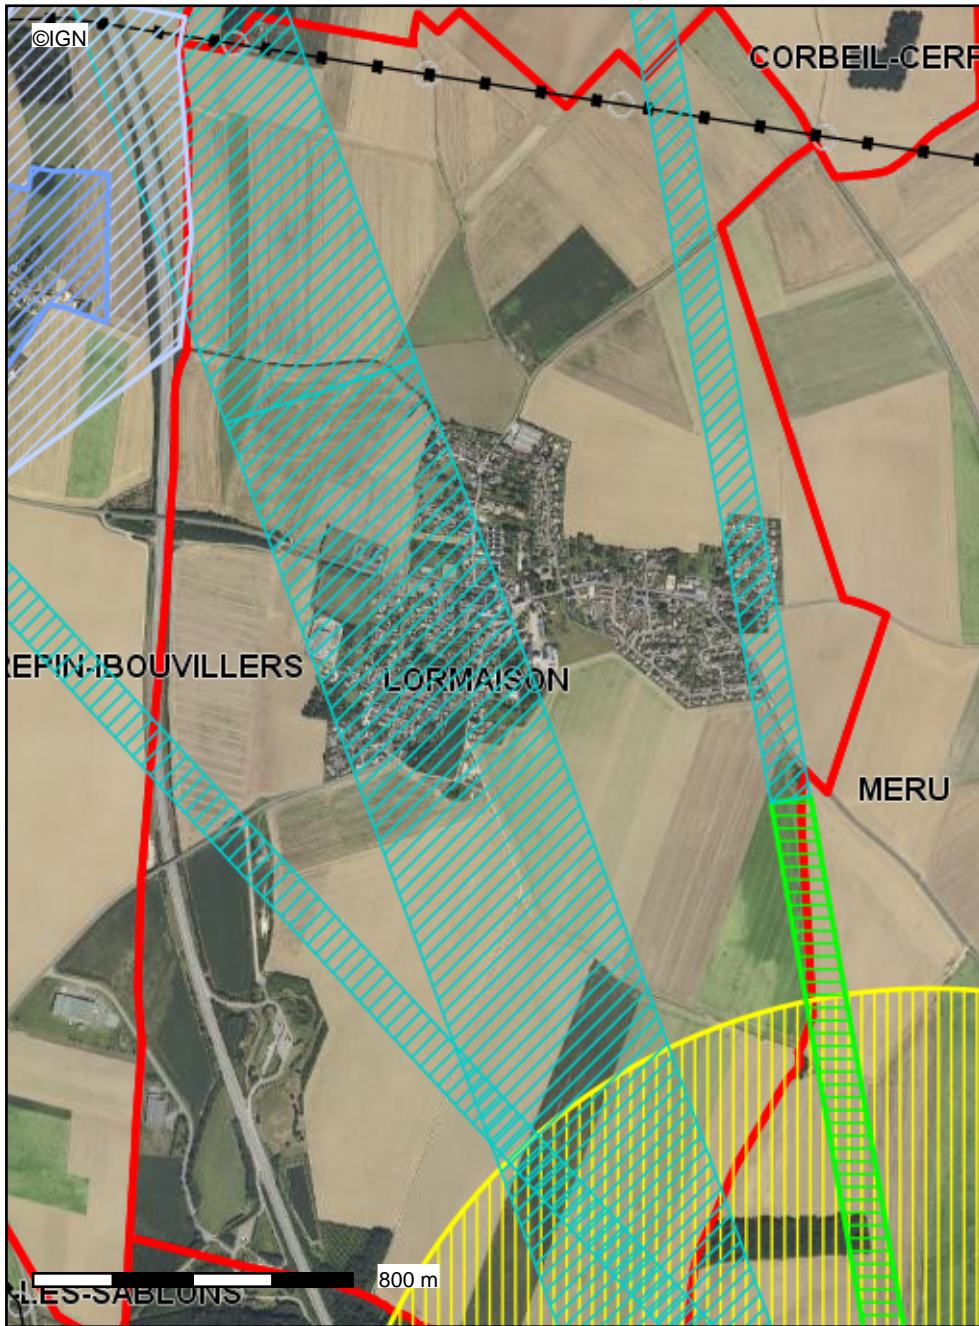 ©IGN
CORBEIL-CERF
REPIN-IBOUVILLERS
LORMAISON
MERU
800 m
-LES-SABLONS